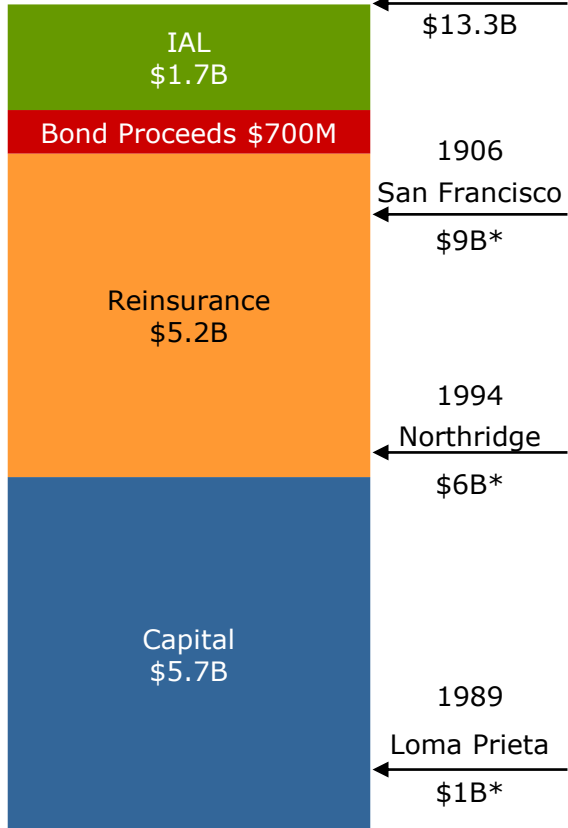 $13.3B
IAL
$1.7B
Bond Proceeds $700M
1906
San Francisco
$9B*
Reinsurance
$5.2B
1994
Northridge
$6B*
Capital
$5.7B
1989
Loma Prieta
$1B*